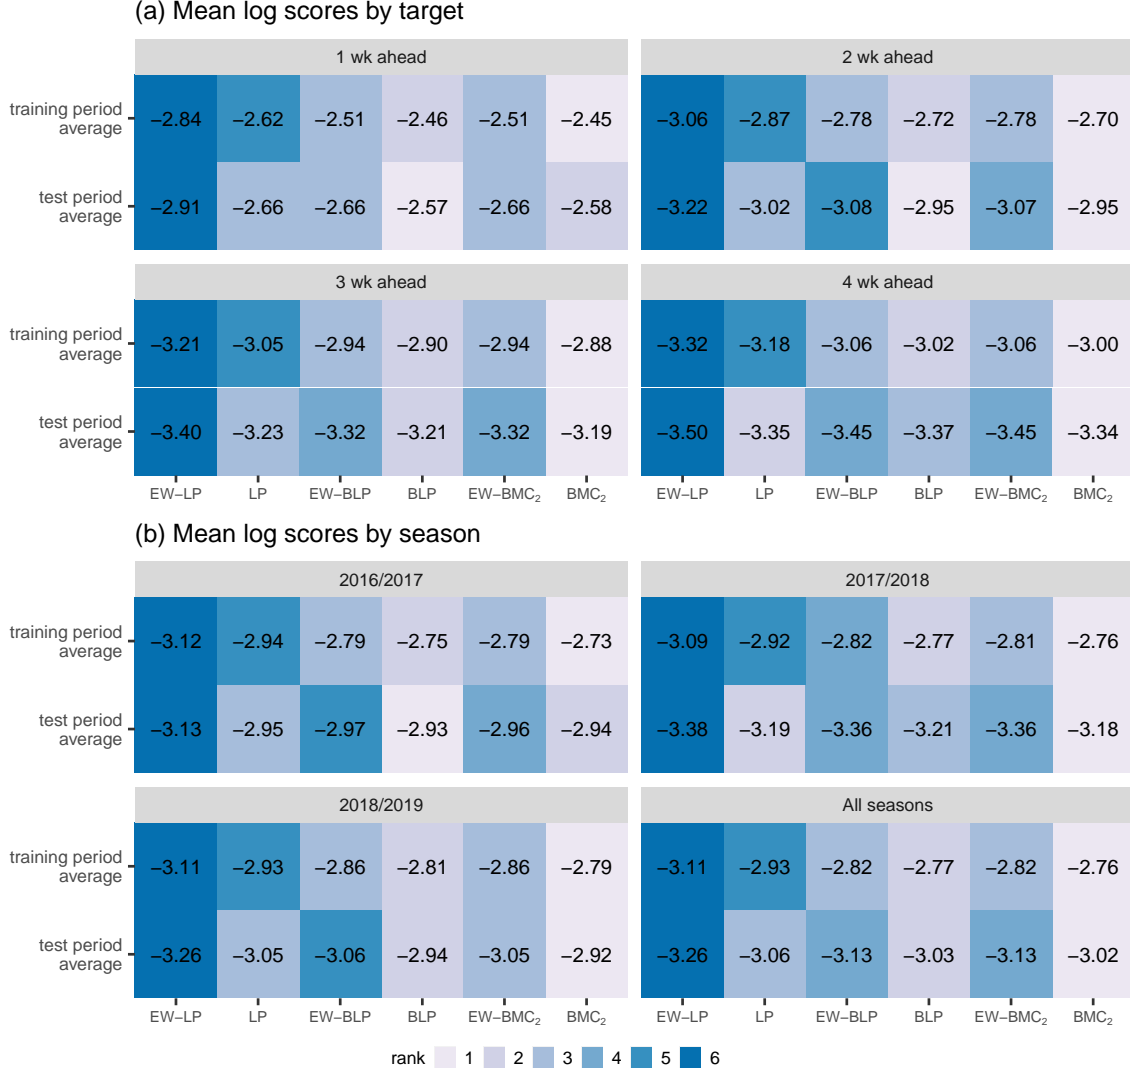 (a) Mean log scores by target
1 wk ahead
training period average −2.84 −2.62 −2.51 −2.46 −2.51 −2.45
test period average −2.91 −2.66 −2.66 −2.57 −2.66 −2.58
2 wk ahead
−3.06 −2.87 −2.78 −2.72 −2.78 −2.70
−3.22 −3.02 −3.08 −2.95 −3.07 −2.95
3 wk ahead
training period average −3.21 −3.05 −2.94 −2.90 −2.94 −2.88
test period average −3.40 −3.23 −3.32 −3.21 −3.32 −3.19
EW−LP LP EW−BLP BLP EW−BMC₂ BMC₂
4 wk ahead
−3.32 −3.18 −3.06 −3.02 −3.06 −3.00
−3.50 −3.35 −3.45 −3.37 −3.45 −3.34
EW−LP LP EW−BLP BLP EW−BMC₂ BMC₂
(b) Mean log scores by season
2016/2017
training period average −3.12 −2.94 −2.79 −2.75 −2.79 −2.73
test period average −3.13 −2.95 −2.97 −2.93 −2.96 −2.94
2017/2018
−3.09 −2.92 −2.82 −2.77 −2.81 −2.76
−3.38 −3.19 −3.36 −3.21 −3.36 −3.18
2018/2019
training period average −3.11 −2.93 −2.86 −2.81 −2.86 −2.79
test period average −3.26 −3.05 −3.06 −2.94 −3.05 −2.92
EW−LP LP EW−BLP BLP EW−BMC₂ BMC₂
All seasons
−3.11 −2.93 −2.82 −2.77 −2.82 −2.76
−3.26 −3.06 −3.13 −3.03 −3.13 −3.02
EW−LP LP EW−BLP BLP EW−BMC₂ BMC₂
rank 1 2 3 4 5 6